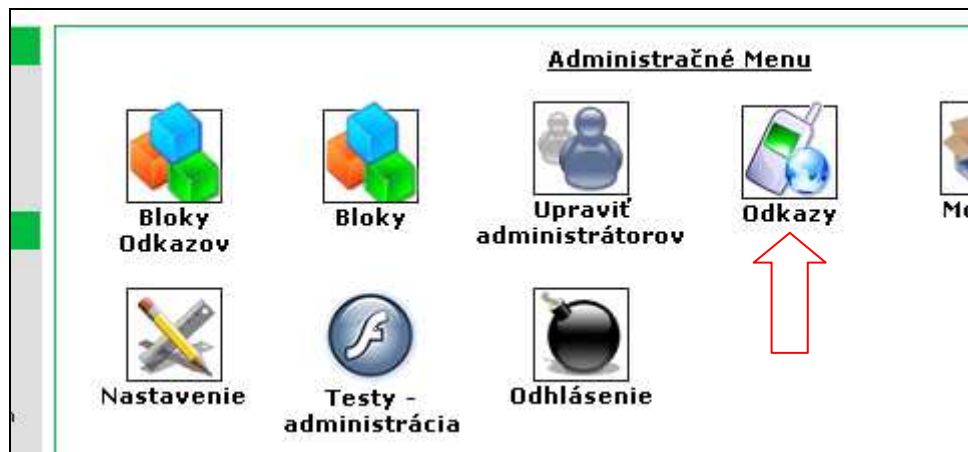 Administračné Menu
Bloky
Odkazov
Bloky
Upraviť
administrátorov
Odkazy
Nastavenie
Testy -
administrácia
Odhlásenie